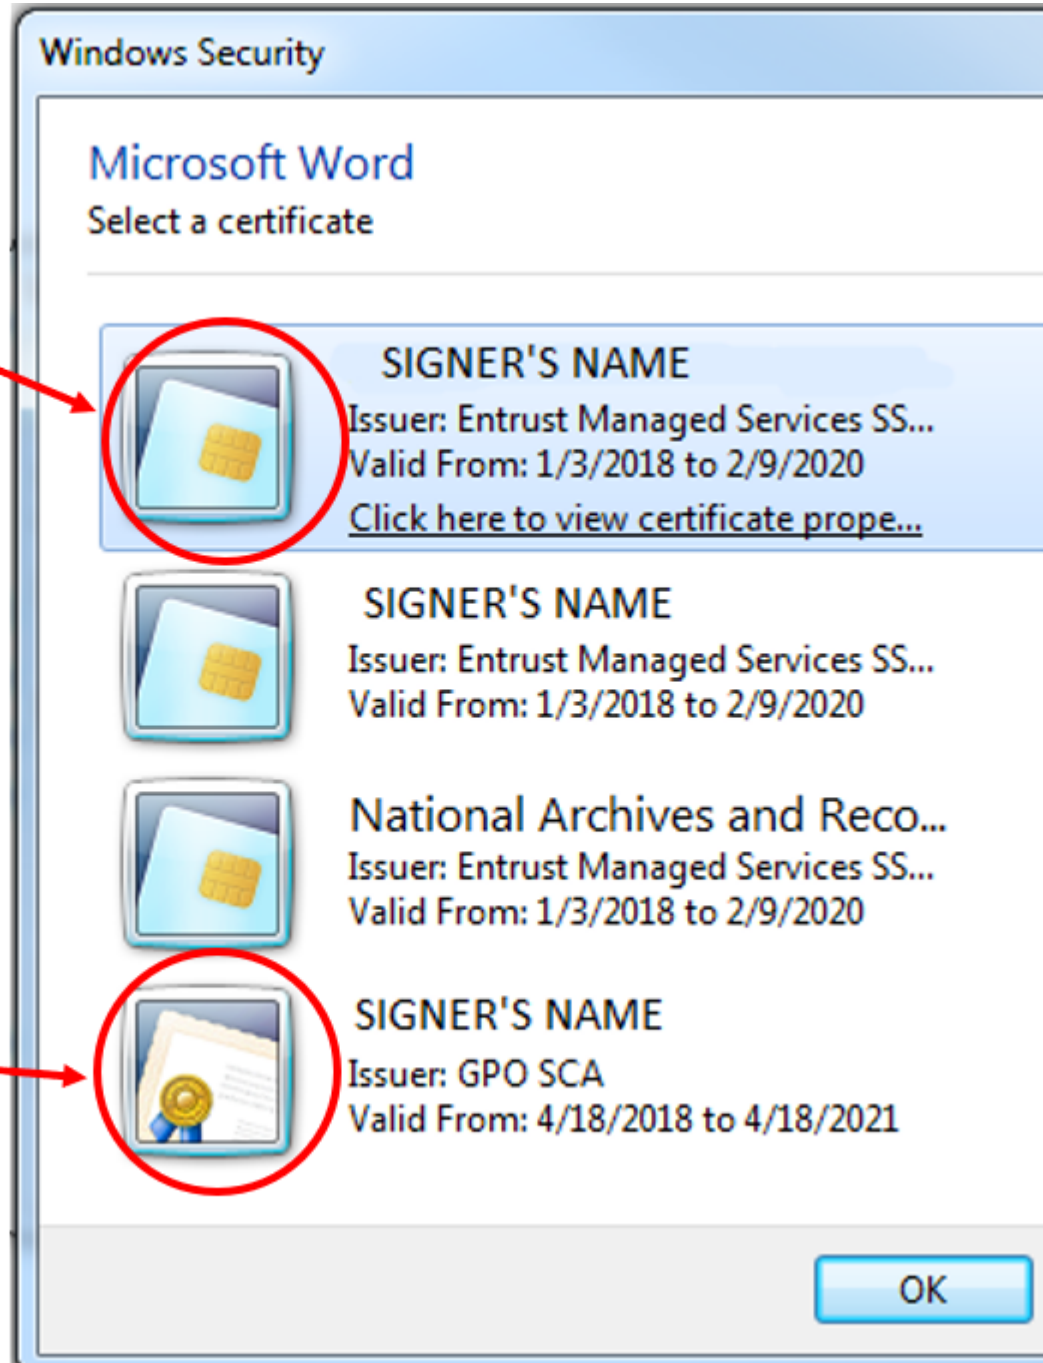 Windows Security
Microsoft Word
Select a certificate
SIGNER'S NAME
Issuer: Entrust Managed Services SS...
Valid From: 1/3/2018 to 2/9/2020
Click here to view certificate prope...
SIGNER'S NAME
Issuer: Entrust Managed Services SS...
Valid From: 1/3/2018 to 2/9/2020
National Archives and Reco...
Issuer: Entrust Managed Services SS...
Valid From: 1/3/2018 to 2/9/2020
SIGNER'S NAME
Issuer: GPO SCA
Valid From: 4/18/2018 to 4/18/2021
OK